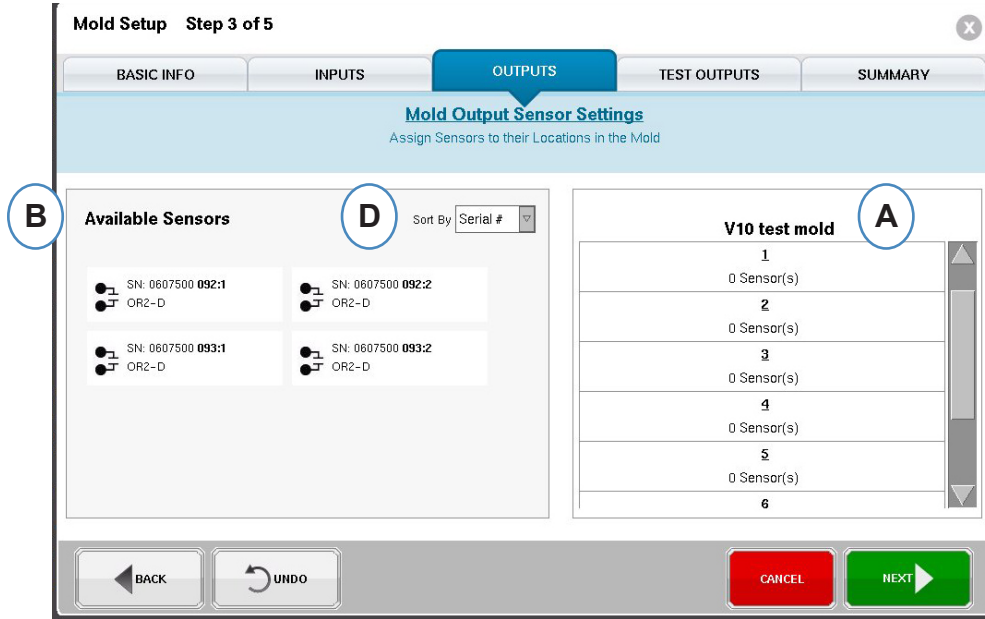 Mold Setup Step 3 of 5
X
BASIC INFO
INPUTS
OUTPUTS
TEST OUTPUTS
SUMMARY
Mold Output Sensor Settings
Assign Sensors to their Locations in the Mold
B
Available Sensors
D
Sort By Serial #
SN: 0607500 092:1
OR2-D
SN: 0607500 092:2
OR2-D
SN: 0607500 093:1
OR2-D
SN: 0607500 093:2
OR2-D
V10 test mold
A
1
0 Sensor(s)
2
0 Sensor(s)
3
0 Sensor(s)
4
0 Sensor(s)
5
0 Sensor(s)
6
BACK
UNDO
CANCEL
NEXT